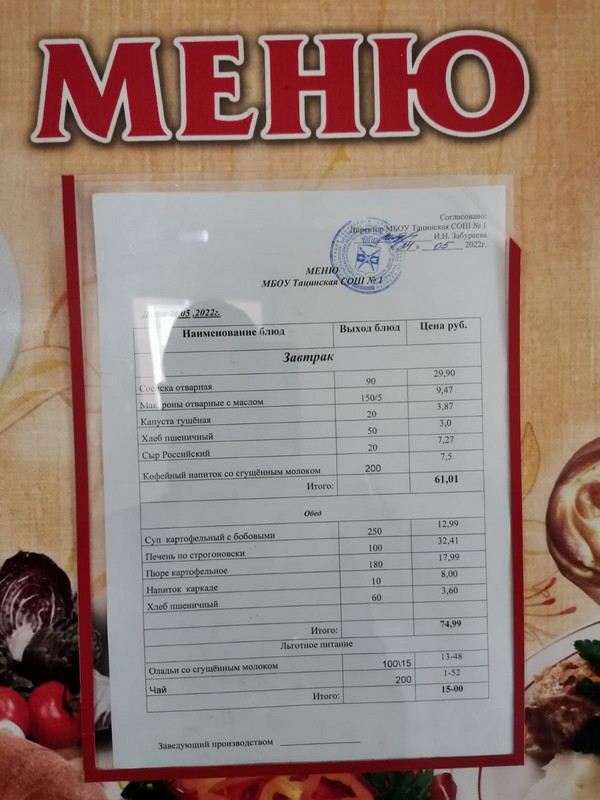 МЕНЮ
Согласовано:
Директор МБОУ Тацинская СОШ № 1
И.Н. Забураева
05 2022г.
МЕНЮ
МБОУ Тацинская СОШ № 1
.05 .2022г.
Наименование блюд Выход блюд Цена руб.
Завтрак
Сосиска отварная 90 29,90
Макароны отварные с маслом 150/5 9,47
Капуста тушёная 20 3,87
Хлеб пшеничный 50 3,0
Сыр Российский 20 7,27
Кофейный напиток со сгущённым молоком 200 7,5
Итого: 61,01
Обед
Суп картофельный с бобовыми 250 12,99
Печень по строгоновски 100 32,41
Пюре картофельное 180 17,99
Напиток каркаде 10 8,00
Хлеб пшеничный 60 3,60
Итого: 74,99
Льготное питание
Оладьи со сгущённым молоком 100\15 13-48
Чай 200 1-52
Итого: 15-00
Заведующий производством